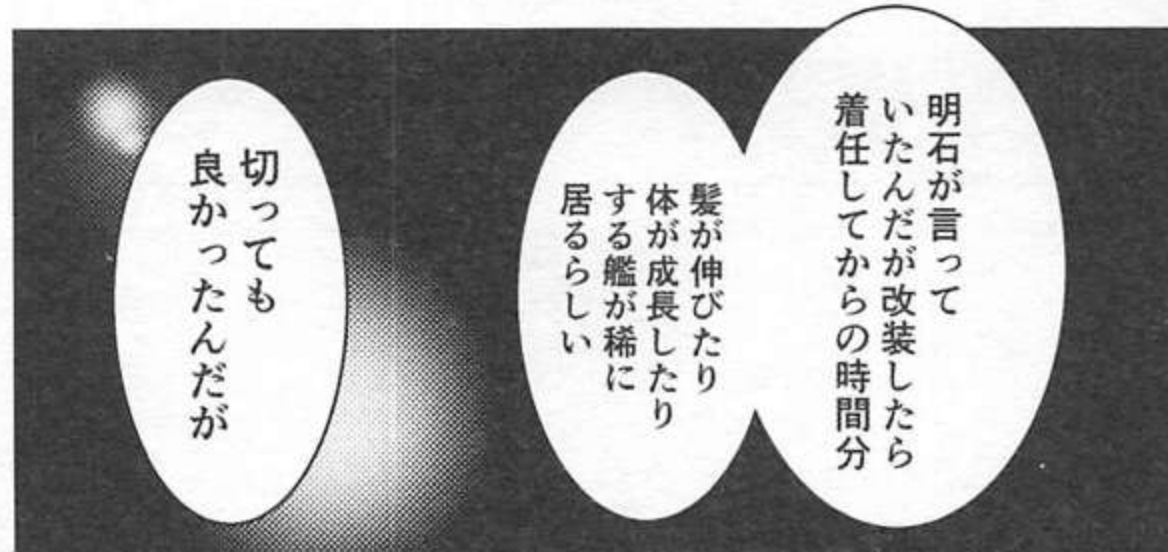 明石が言って
いたんだが改装したら
着任してからの時間分
髪が伸びたり
体が成長したり
する艦が稀に
居るらしい
切っても
良かったんだが